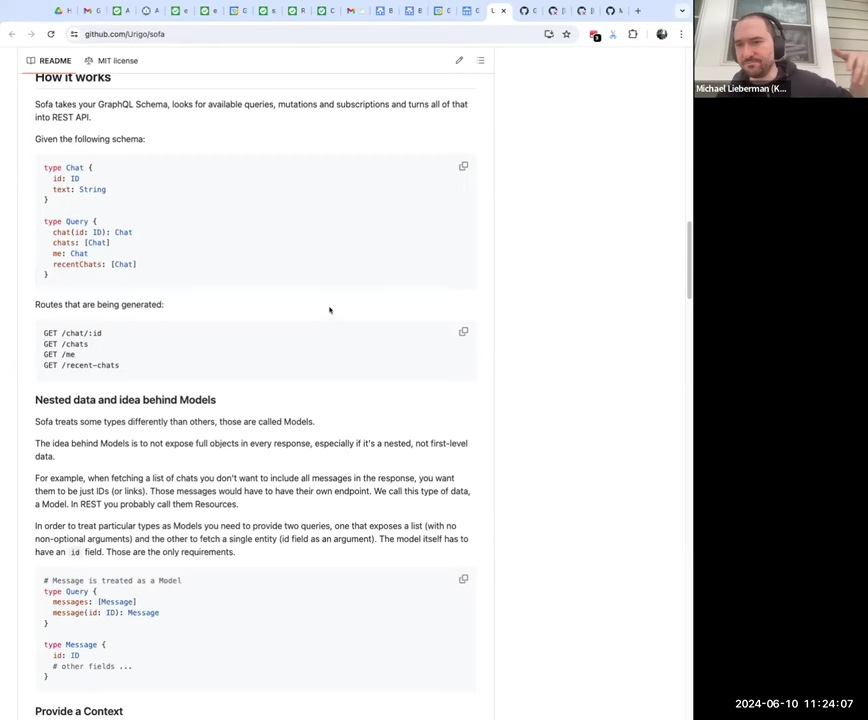 github.com/Urigo/sofa
README
MIT license
How it works
Sofa takes your GraphQL Schema, looks for available queries, mutations and subscriptions and turns all of that
into REST API.
Given the following schema:
type Chat {
id: ID
text: String
}
type Query {
chat(id: ID): Chat
chats: [Chat]
me: Chat
recentChats: [Chat]
}
Routes that are being generated:
GET /chat/:id
GET /chats
GET /me
GET /recent-chats
Nested data and idea behind Models
Sofa treats some types differently than others, those are called Models.
The idea behind Models is to not expose full objects in every response, especially if it's a nested, not first-level
data.
For example, when fetching a list of chats you don't want to include all messages in the response, you want
them to be just IDs (or links). Those messages would have to have their own endpoint. We call this type of data,
a Model. In REST you probably call them Resources.
In order to treat particular types as Models you need to provide two queries, one that exposes a list (with no
non-optional arguments) and the other to fetch a single entity (id field as an argument). The model itself has to
have an id field. Those are the only requirements.
# Message is treated as a Model
type Query {
messages: [Message]
message(id: ID): Message
}
type Message {
id: ID
# other fields ...
}
Provide a Context
Michael Lieberman (K...
2024-06-10 11:24:07